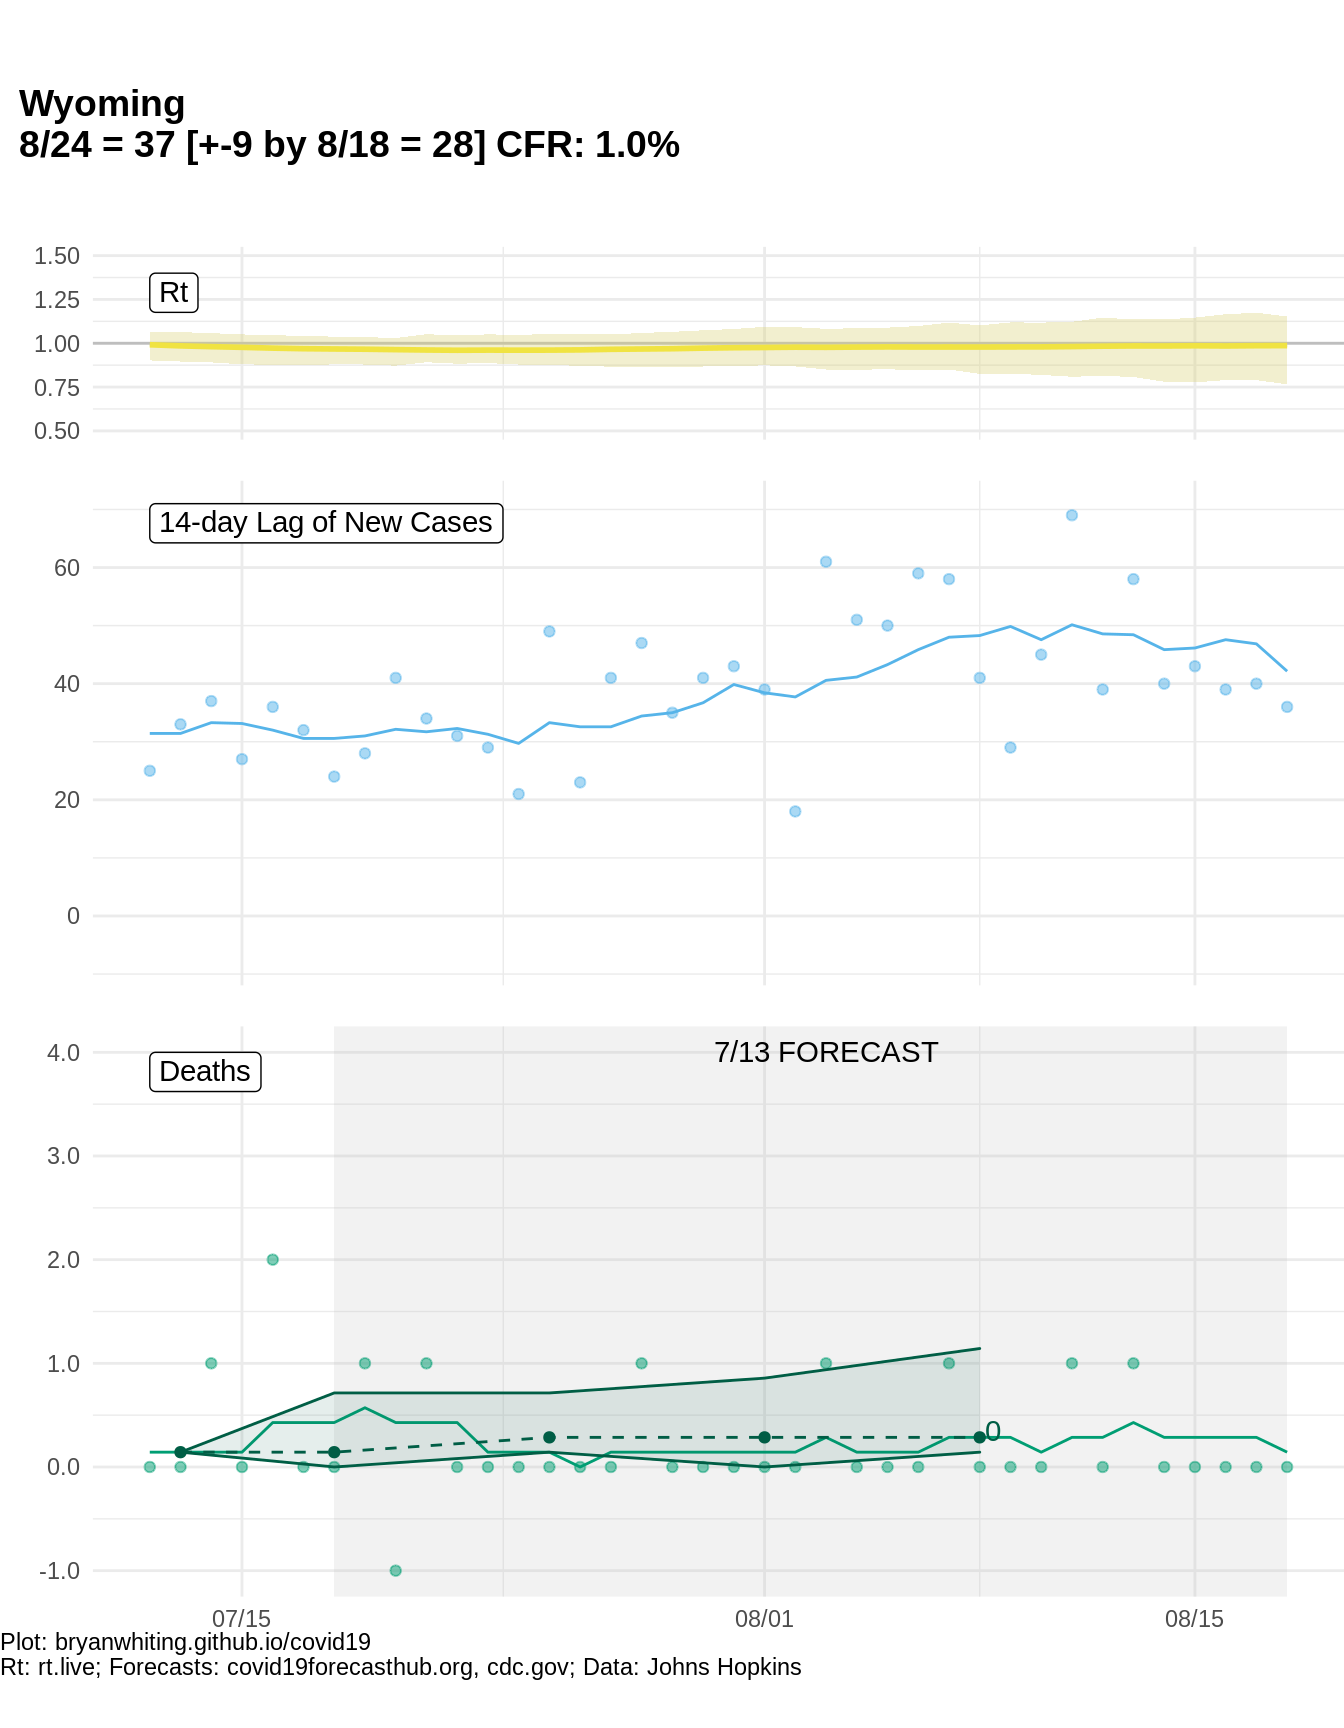 Wyoming
8/24 = 37 [+-9 by 8/18 = 28] CFR: 1.0%
1.50
Rt
1.25
1.00
0.75
0.50
14-day Lag of New Cases
60
40
20
0
7/13 FORECAST
4.0
Deaths
3.0
2.0
1.0
0
0.0
-1.0
07/15 08/01 08/15
Plot: bryanwhiting.github.io/covid19
Rt: rt.live; Forecasts: covid19forecasthub.org, cdc.gov; Data: Johns Hopkins